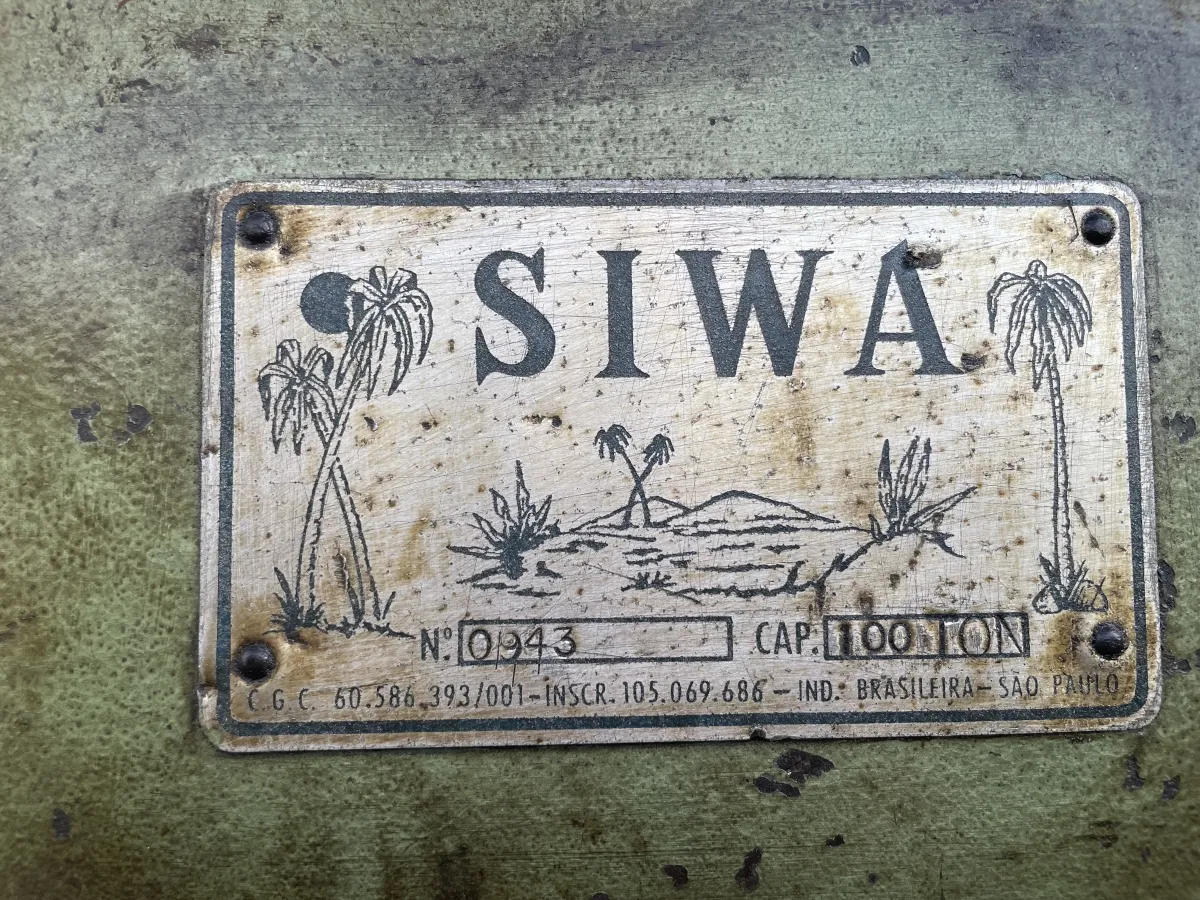 SIWA
Nº. 0943 CAP. 100 TON
C.G.C. 60.586.393/001-INSCR. 105.069.686 - IND. BRASILEIRA - SÃO PAULO